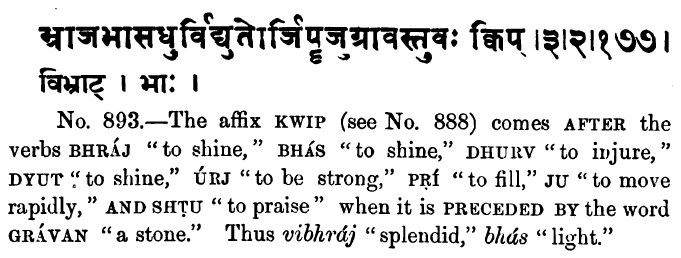 भ्राजभासधुर्विद्युतोर्जिपॄजुग्रावस्तुवः क्विप् ।३।२।१७७।
विभ्राट् । भाः ।
No. 893.—The affix KWIP (see No. 888) comes AFTER the
verbs BHRÁJ “to shine,” BHÁS “to shine,” DHURV “to injure,”
DYUT “to shine,” ÚRJ “to be strong,” PṚÍ “to fill,” JU “to move
rapidly,” AND SHṬU “to praise” when it is PRECEDED BY the word
GRÁVAN “a stone.” Thus vibhráj “splendid,” bhás “light.”